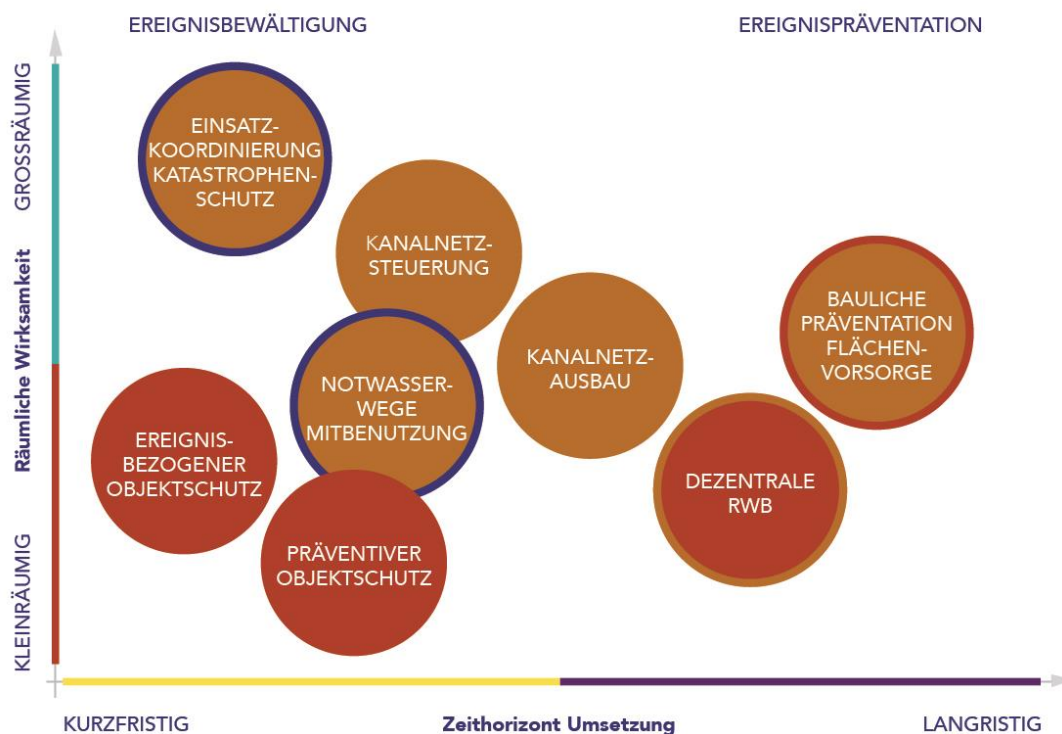 EREIGNISBEWÄLTIGUNG
EREIGNISPRÄVENTATION
GROSSRÄUMIG
Räumliche Wirksamkeit
KLEINRÄUMIG
EINSATZ-
KOORDINIERUNG
KATASTROPHEN-
SCHUTZ
KANALNETZ-
STEUERUNG
BAULICHE
PRÄVENTATION
FLÄCHEN-
VORSORGE
KANALNETZ-
AUSBAU
NOTWASSER-
WEGE
MITBENUTZUNG
EREIGNIS-
BEZOGENER
OBJEKTSCHUTZ
DEZENTRALE
RWB
PRÄVENTIVER
OBJEKTSCHUTZ
KURZFRISTIG
Zeithorizont Umsetzung
LANGRISTIG